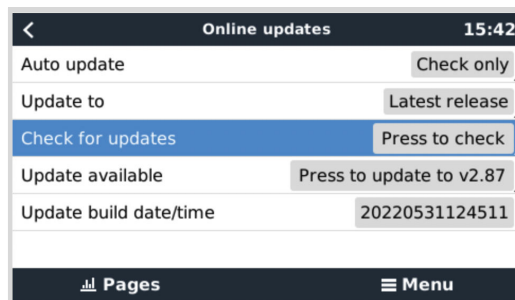 Online updates 15:42
Auto update Check only
Update to Latest release
Check for updates Press to check
Update available Press to update to v2.87
Update build date/time 20220531124511
Pages Menu